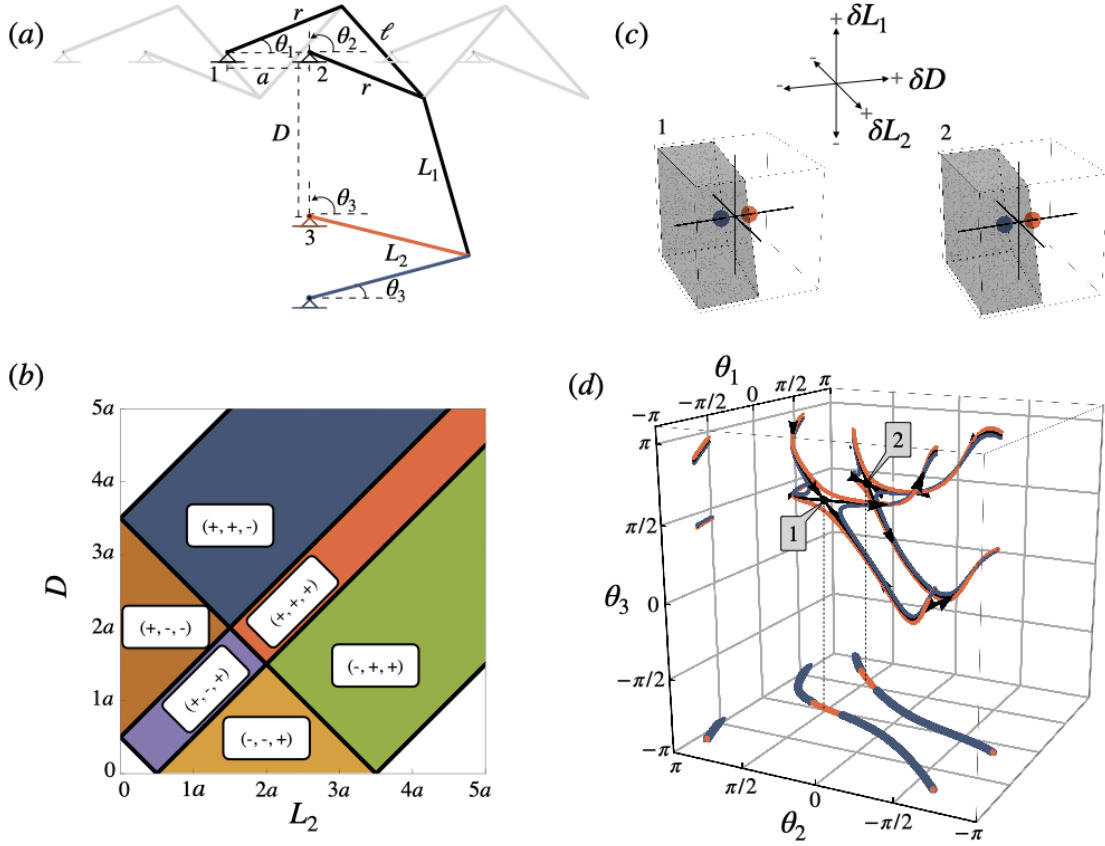 (a)
r
θ₁
θ₂
ℓ
1
a
2
r
D
L₁
θ₃
3
L₂
θ₃
(b)
5a
4a
3a
2a
1a
0
D
(+, +, -)
(+, +, +)
(+, -, -)
(+, -, +)
(-, +, +)
(-, -, +)
0
1a
2a
3a
4a
5a
L₂
(c)
+ δL₁
- + δD
- + δL₂
-
1
2
(d)
θ₁
π
π/2
0
-π/2
-π
π
π/2
θ₃
0
-π/2
-π
1
2
π
π/2
0
-π/2
-π
θ₂